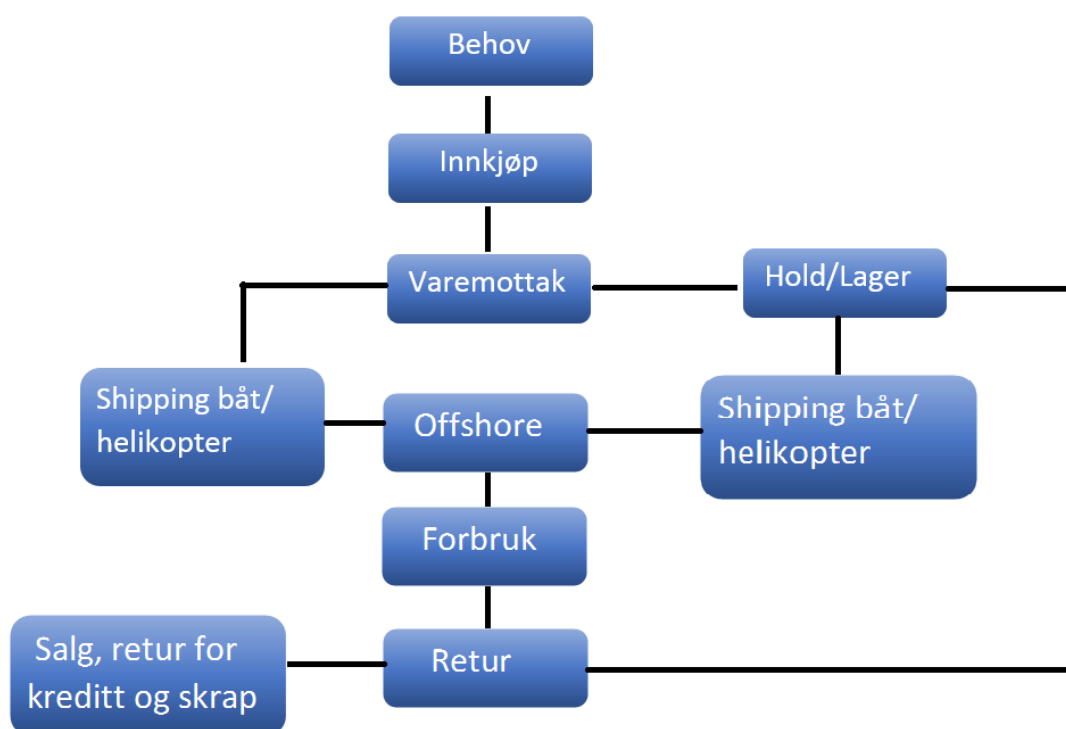 Behov
Innkjøp
Varemottak
Hold/Lager
Shipping båt/
helikopter
Offshore
Shipping båt/
helikopter
Forbruk
Salg, retur for
kreditt og skrap
Retur